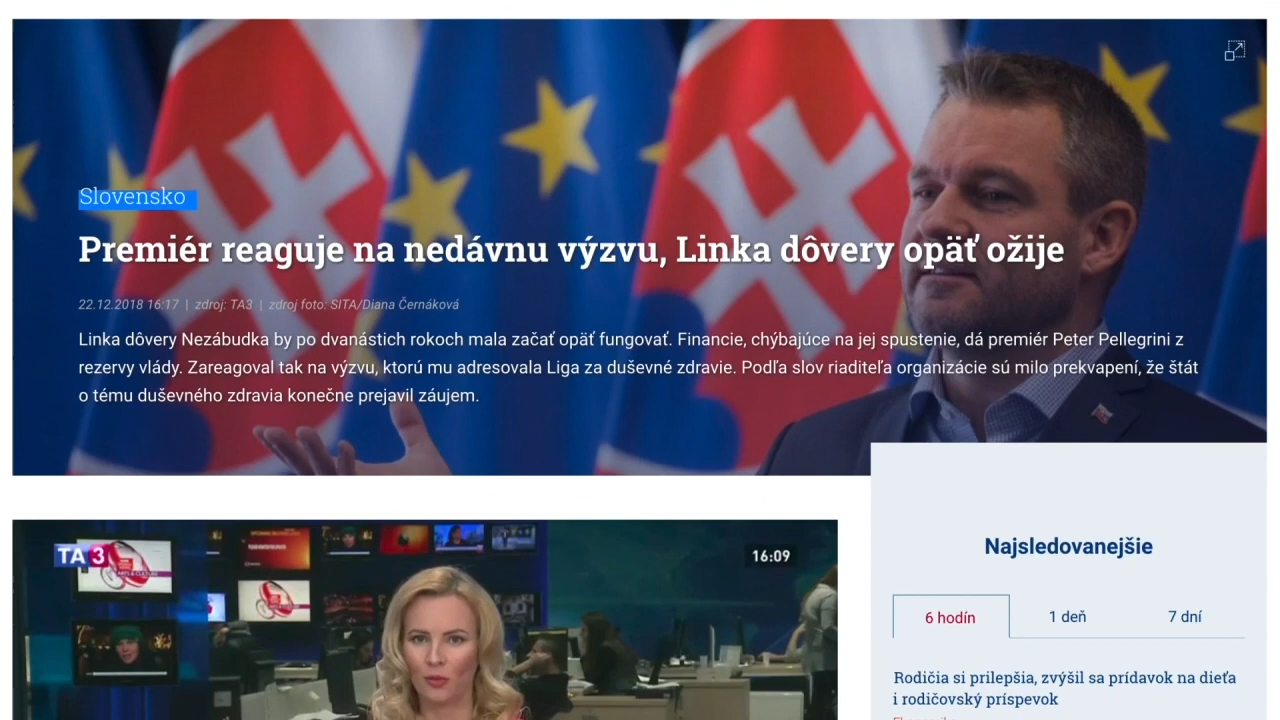 Slovensko
Premiér reaguje na nedávnu výzvu, Linka dôvery opäť ožije
22.12.2018 16:17 | zdroj: TA3 | zdroj foto: SITA/Diana Černáková
Linka dôvery Nezábudka by po dvanástich rokoch mala začať opäť fungovať. Financie, chýbajúce na jej spustenie, dá premiér Peter Pellegrini z
rezervy vlády. Zareagoval tak na výzvu, ktorú mu adresovala Liga za duševné zdravie. Podľa slov riaditeľa organizácie sú milo prekvapení, že štát
o tému duševného zdravia konečne prejavil záujem.
TA3
16:09
Najsledovanejšie
6 hodín
1 deň
7 dní
Rodičia si prilepšia, zvýšil sa prídavok na dieťa
i rodičovský príspevok